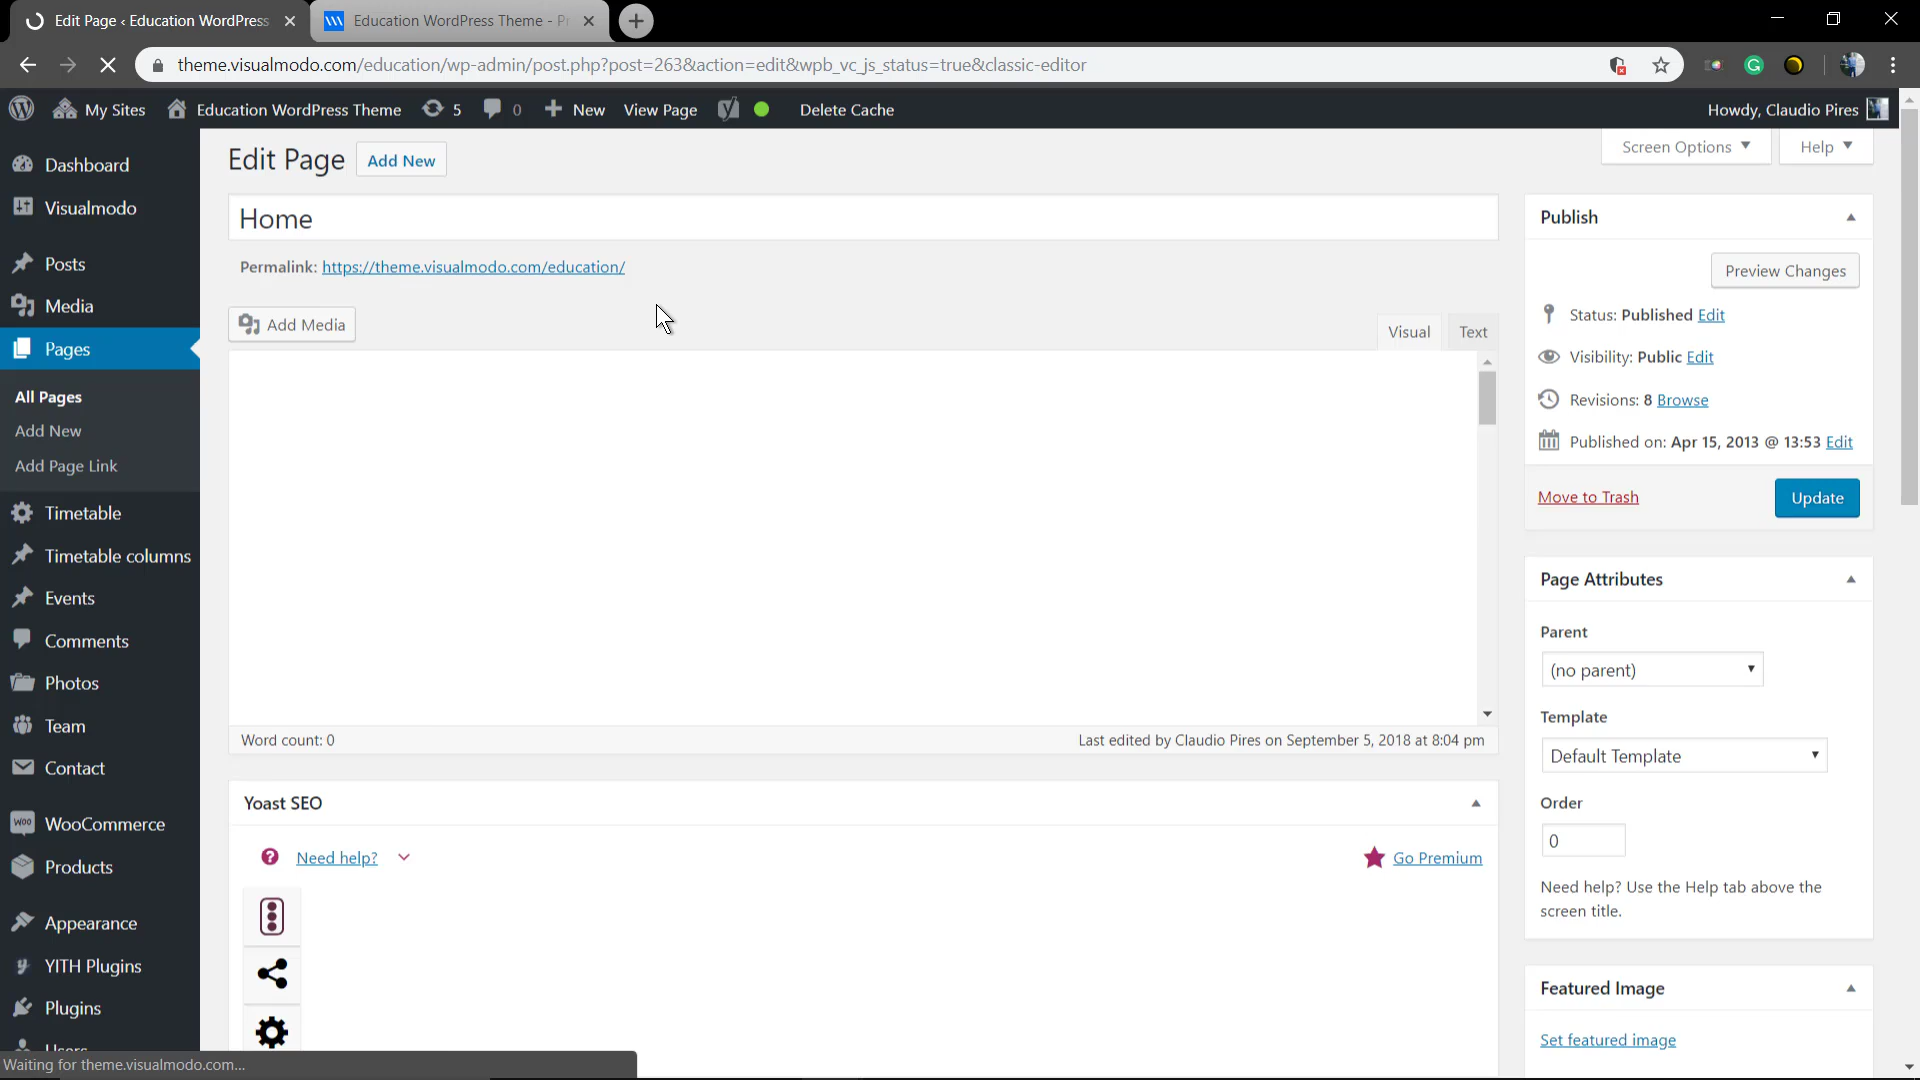 Edit Page ‹ Education WordPress
Education WordPress Theme - Pr
theme.visualmodo.com/education/wp-admin/post.php?post=263&action=edit&wpb_vc_js_status=true&classic-editor
My Sites
Education WordPress Theme
5
0
New
View Page
Delete Cache
Howdy, Claudio Pires
Dashboard
Visualmodo
Posts
Media
Pages
All Pages
Add New
Add Page Link
Timetable
Timetable columns
Events
Comments
Photos
Team
Contact
WOO
WooCommerce
Products
Appearance
YITH Plugins
Plugins
Users
Edit Page
Add New
Screen Options
Help
Home
Permalink: https://theme.visualmodo.com/education/
Add Media
Visual
Text
Word count: 0
Last edited by Claudio Pires on September 5, 2018 at 8:04 pm
Yoast SEO
Need help?
Go Premium
Publish
Preview Changes
Status: Published Edit
Visibility: Public Edit
Revisions: 8 Browse
Published on: Apr 15, 2013 @ 13:53 Edit
Move to Trash
Update
Page Attributes
Parent
(no parent)
Template
Default Template
Order
0
Need help? Use the Help tab above the
screen title.
Featured Image
Set featured image
Waiting for theme.visualmodo.com...